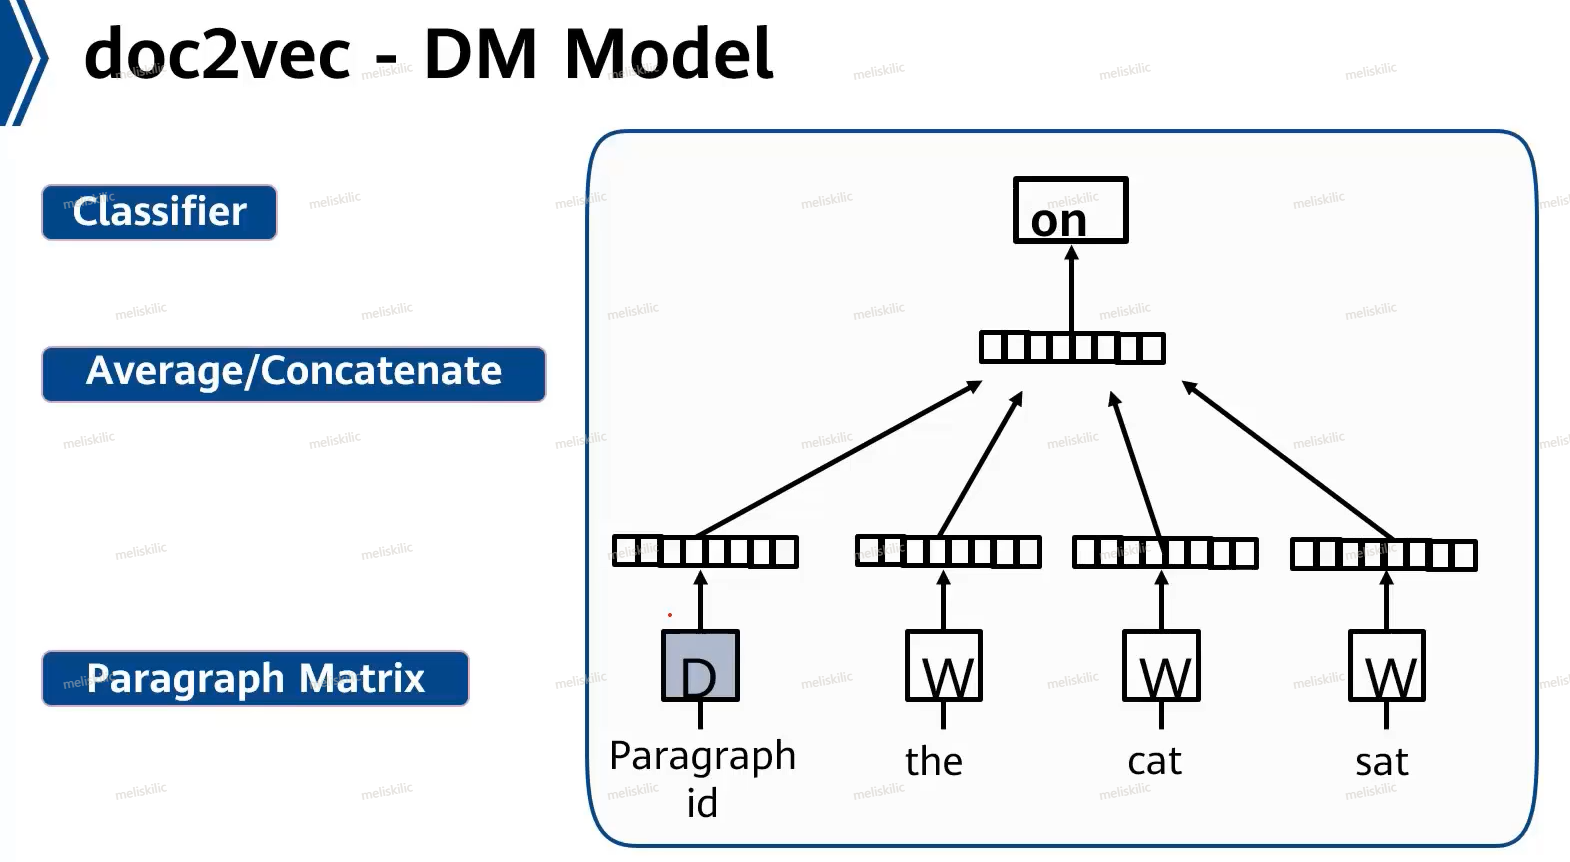 doc2vec - DM Model
Classifier
Average/Concatenate
Paragraph Matrix
on
D
W
W
W
Paragraph
id
the
cat
sat
meliskilic